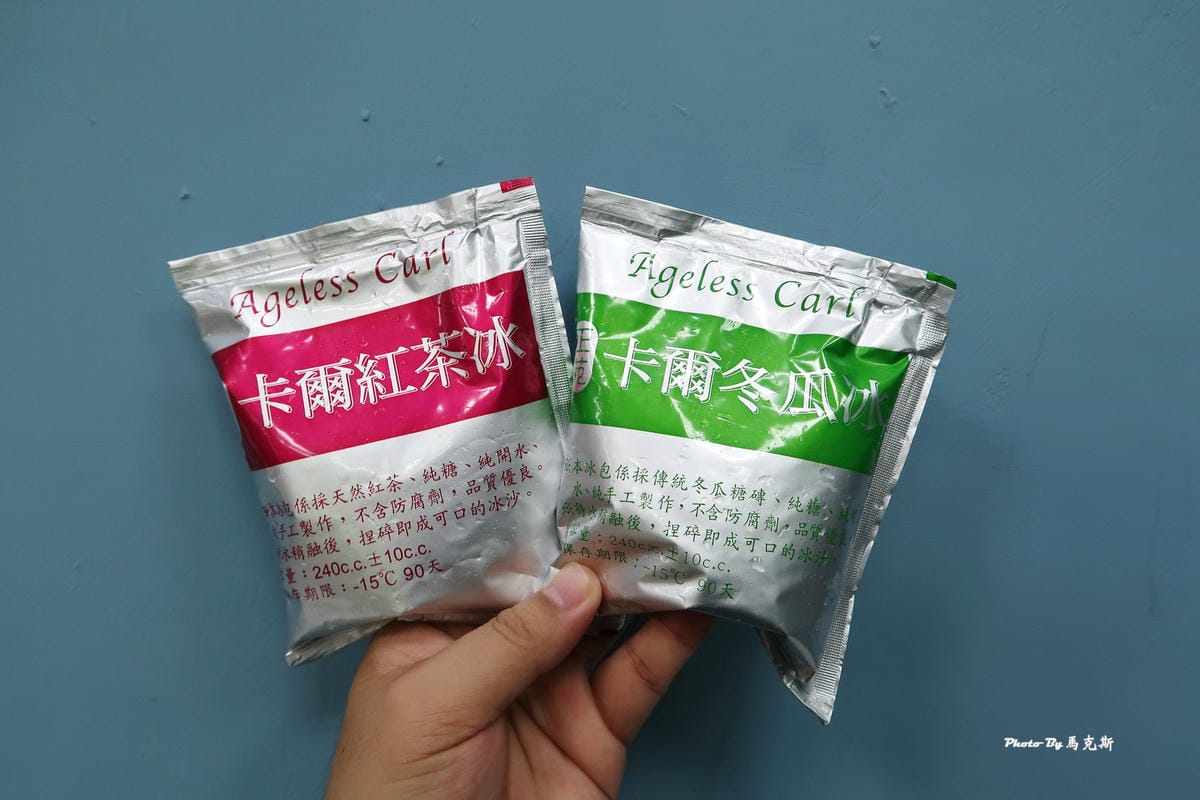 Ageless Carl
卡爾紅茶冰
包係採天然紅茶、純糖、純開水、
手工製作，不含防腐劑，品質優良。
冰稍融後，捏碎即成可口的冰沙。
量：240c.c.±10c.c.
存期限：-15℃ 90天
Ageless Carl
卡爾冬瓜冰
本冰包係採傳統冬瓜糖磚、純糖、
水、純手工製作，不含防腐劑，品質優良
冰稍融後，捏碎即成可口的冰沙
量：240c.c.±10c.c.
保存期限：-15℃ 90天
Photo By 馬克斯